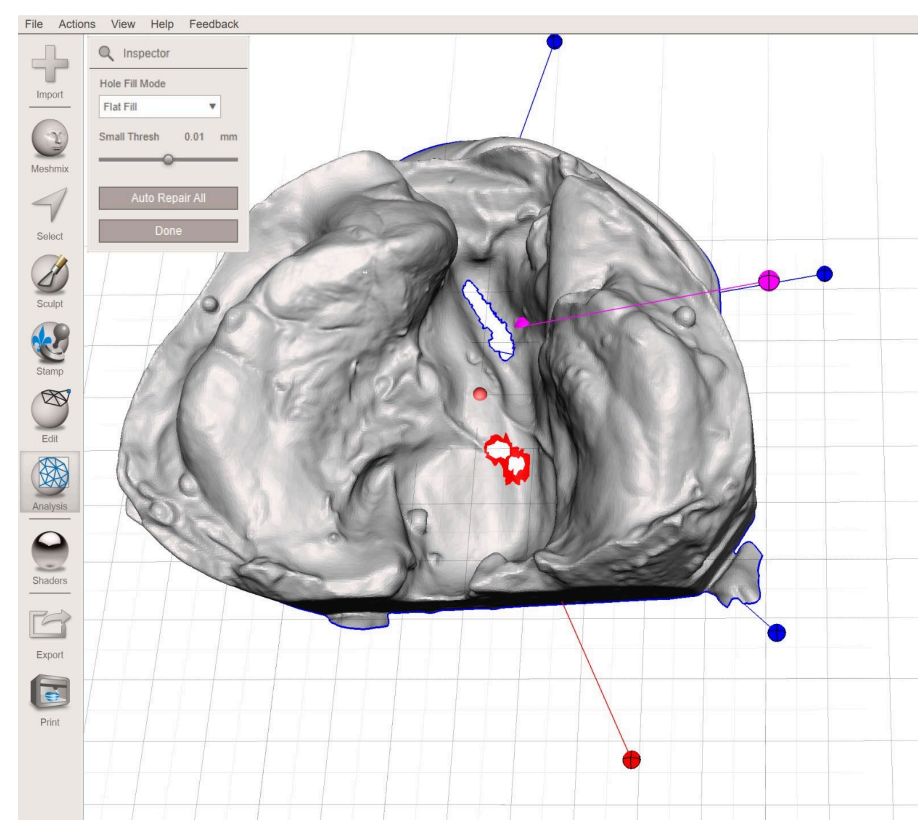 File Actions View Help Feedback
Inspector
Hole Fill Mode
Flat Fill
Small Thresh 0.01 mm
Auto Repair All
Done
Import
Meshmix
Select
Sculpt
Stamp
Edit
Analysis
Shaders
Export
Print